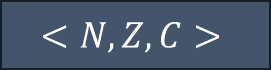 < N, Z, C >